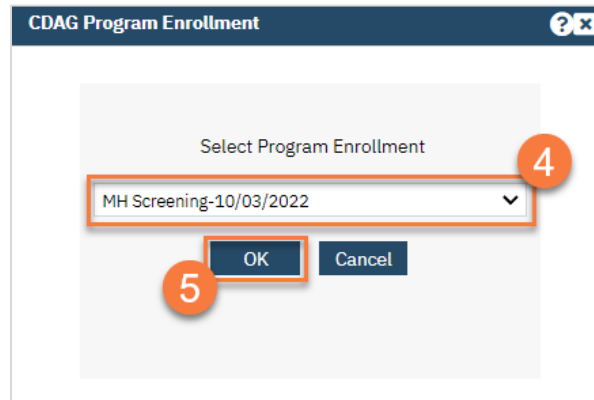 CDAG Program Enrollment ?
Select Program Enrollment
4
MH Screening-10/03/2022
OK Cancel
5